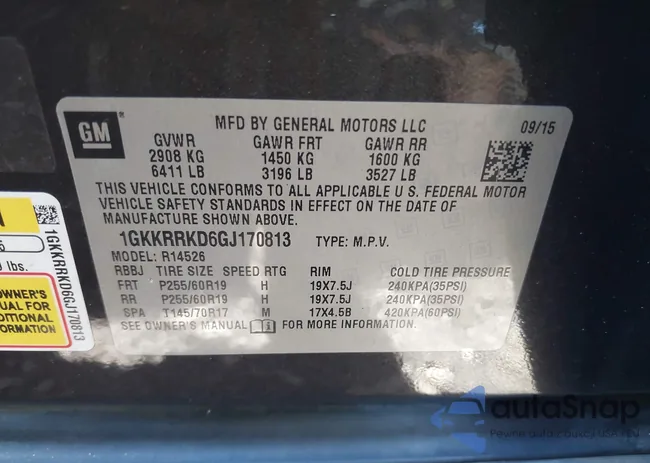 GM
MFD BY GENERAL MOTORS LLC 09/15
GVWR GAWR FRT GAWR RR
2908 KG 1450 KG 1600 KG
6411 LB 3196 LB 3527 LB
THIS VEHICLE CONFORMS TO ALL APPLICABLE U.S. FEDERAL MOTOR
VEHICLE SAFETY STANDARDS IN EFFECT ON THE DATE OF
MANUFACTURE SHOWN ABOVE.
1GKKRRKD6GJ170813 TYPE: M.P.V.
MODEL: R14526
RBBJ TIRE SIZE SPEED RTG RIM COLD TIRE PRESSURE
FRT P255/60R19 H 19X7.5J 240KPA(35PSI)
RR P255/60R19 H 19X7.5J 240KPA(35PSI)
SPA T145/70R17 M 17X4.5B 420KPA(60PSI)
SEE OWNER'S MANUAL FOR MORE INFORMATION.
lbs.
OWNER'S
UAL FOR
DITIONAL
RMATION
1GKKRRKD6GJ170813
autaSnap